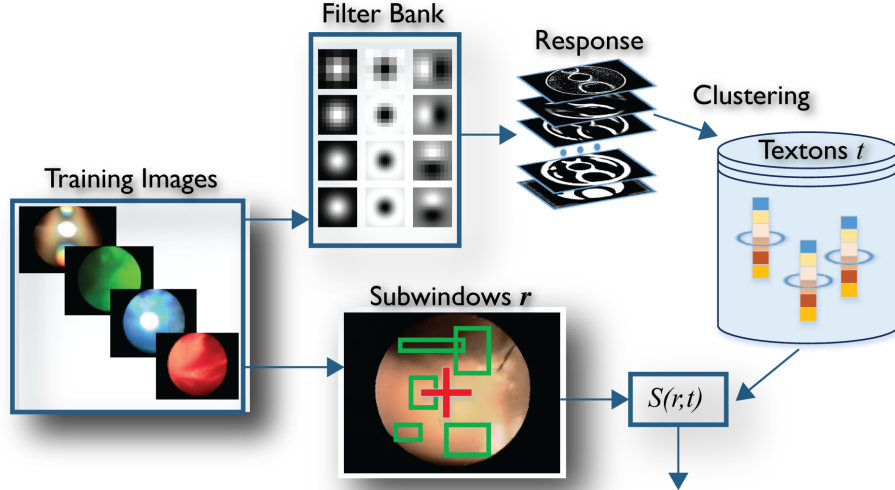 Filter Bank
Response
Clustering
Textons t
Training Images
Subwindows r
S(r,t)